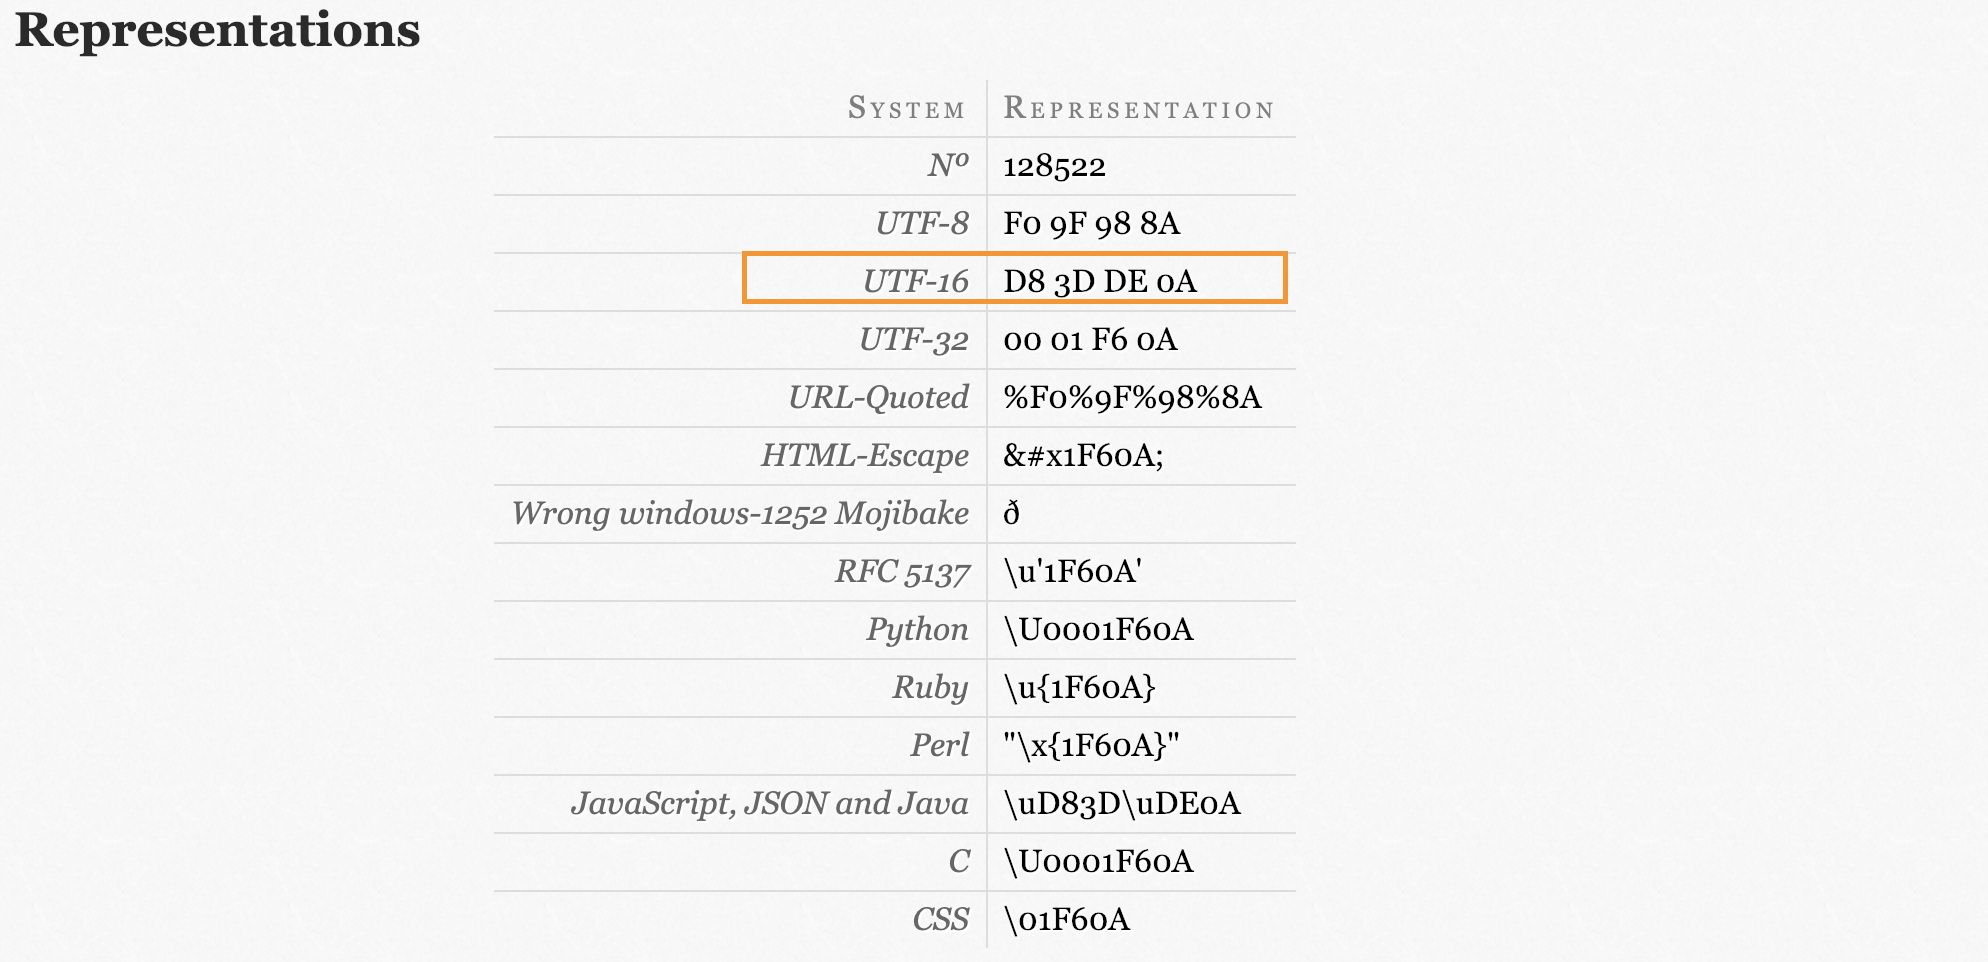 Representations
System Representation
Nº 128522
UTF-8 F0 9F 98 8A
UTF-16 D8 3D DE 0A
UTF-32 00 01 F6 0A
URL-Quoted %F0%9F%98%8A
HTML-Escape &#x1F60A;
Wrong windows-1252 Mojibake ð
RFC 5137 \u'1F60A'
Python \U0001F60A
Ruby \u{1F60A}
Perl "\x{1F60A}"
JavaScript, JSON and Java \uD83D\uDE0A
C \U0001F60A
CSS \01F60A